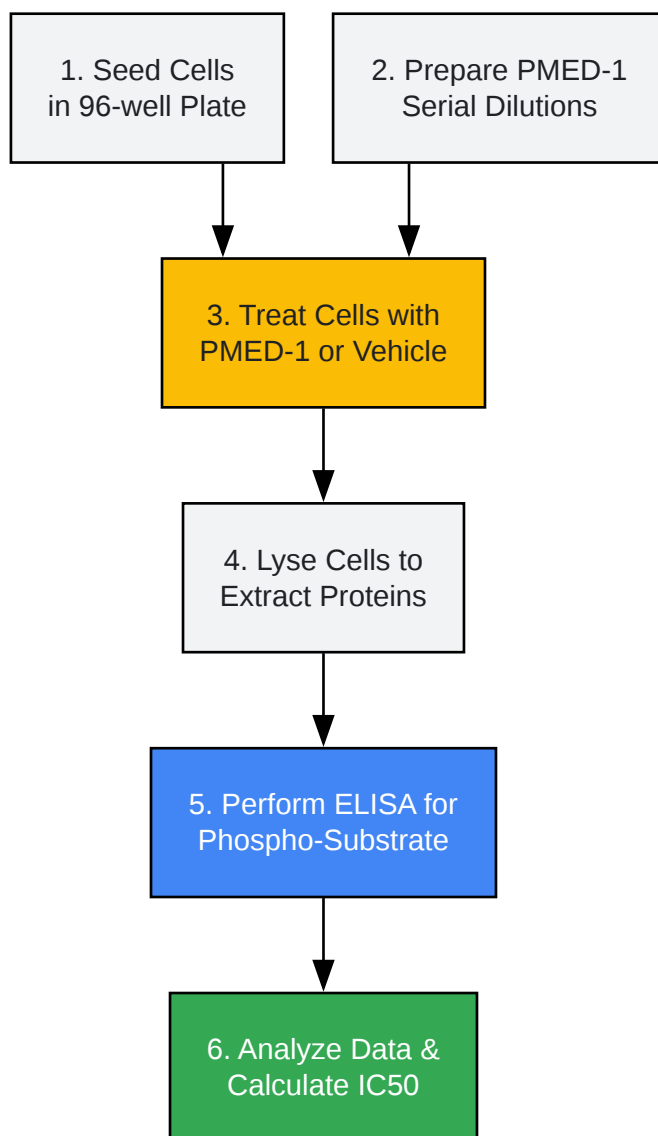 1. Seed Cells
in 96-well Plate
2. Prepare PMED-1
Serial Dilutions
3. Treat Cells with
PMED-1 or Vehicle
4. Lyse Cells to
Extract Proteins
5. Perform ELISA for
Phospho-Substrate
6. Analyze Data &
Calculate IC50